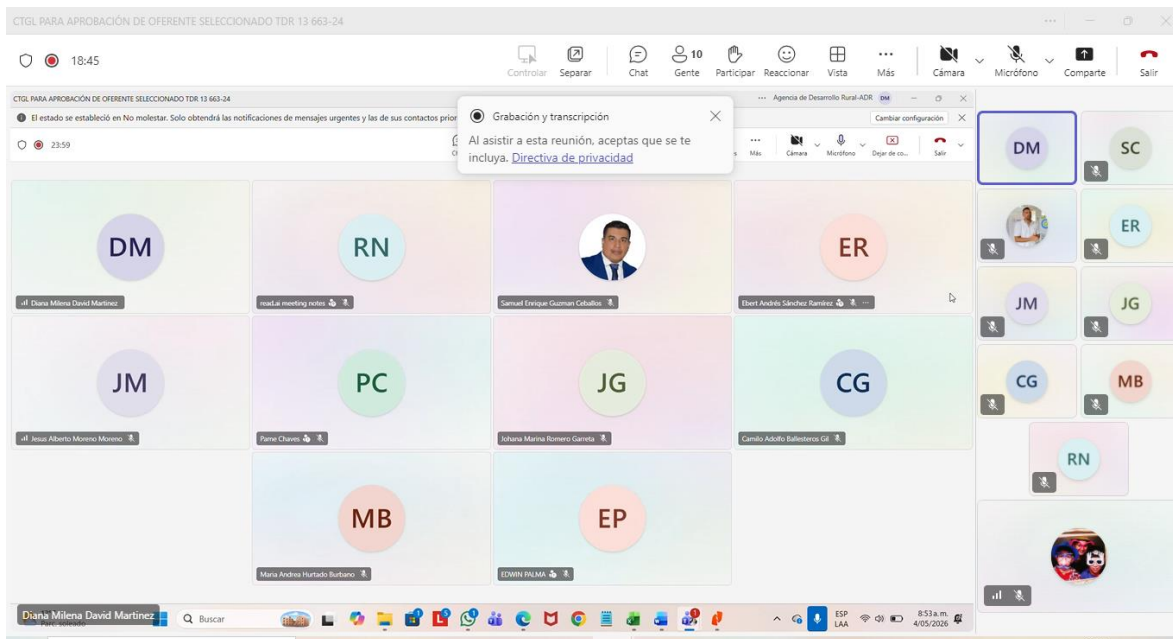 CTGL PARA APROBACIÓN DE OFERENTE SELECCIONADO TDR 13 663-24
18:45
Controlar
Separar
Chat
10
Gente
Participar
Reaccionar
Vista
Más
Cámara
Micrófono
Comparte
Salir
CTGL PARA APROBACIÓN DE OFERENTE SELECCIONADO TDR 13 663-24
Agencia de Desarrollo Rural-ADR
DM
El estado se estableció en No molestar. Solo obtendrá las notificaciones de mensajes urgentes y las de sus contactos prior
Cambiar configuración
23:59
Más
Cámara
Micrófono
Dejar de co...
Salir
Grabación y transcripción
Al asistir a esta reunión, aceptas que se te
incluya. Directiva de privacidad
DM
Diana Milena David Martinez
RN
read.ai meeting notes
Samuel Enrique Guzman Ceballos
ER
Ebert Andrés Sánchez Ramírez
JM
Jesus Alberto Moreno Moreno
PC
Pame Chaves
JG
Johana Marina Romero Garreta
CG
Camilo Adolfo Ballesteros Gil
MB
Maria Andrea Hurtado Burbano
EP
EDWIN PALMA
DM
SC
ER
JM
JG
CG
MB
RN
Diana Milena David Martinez
Buscar
ESP
LAA
8:53 a. m.
4/05/2026